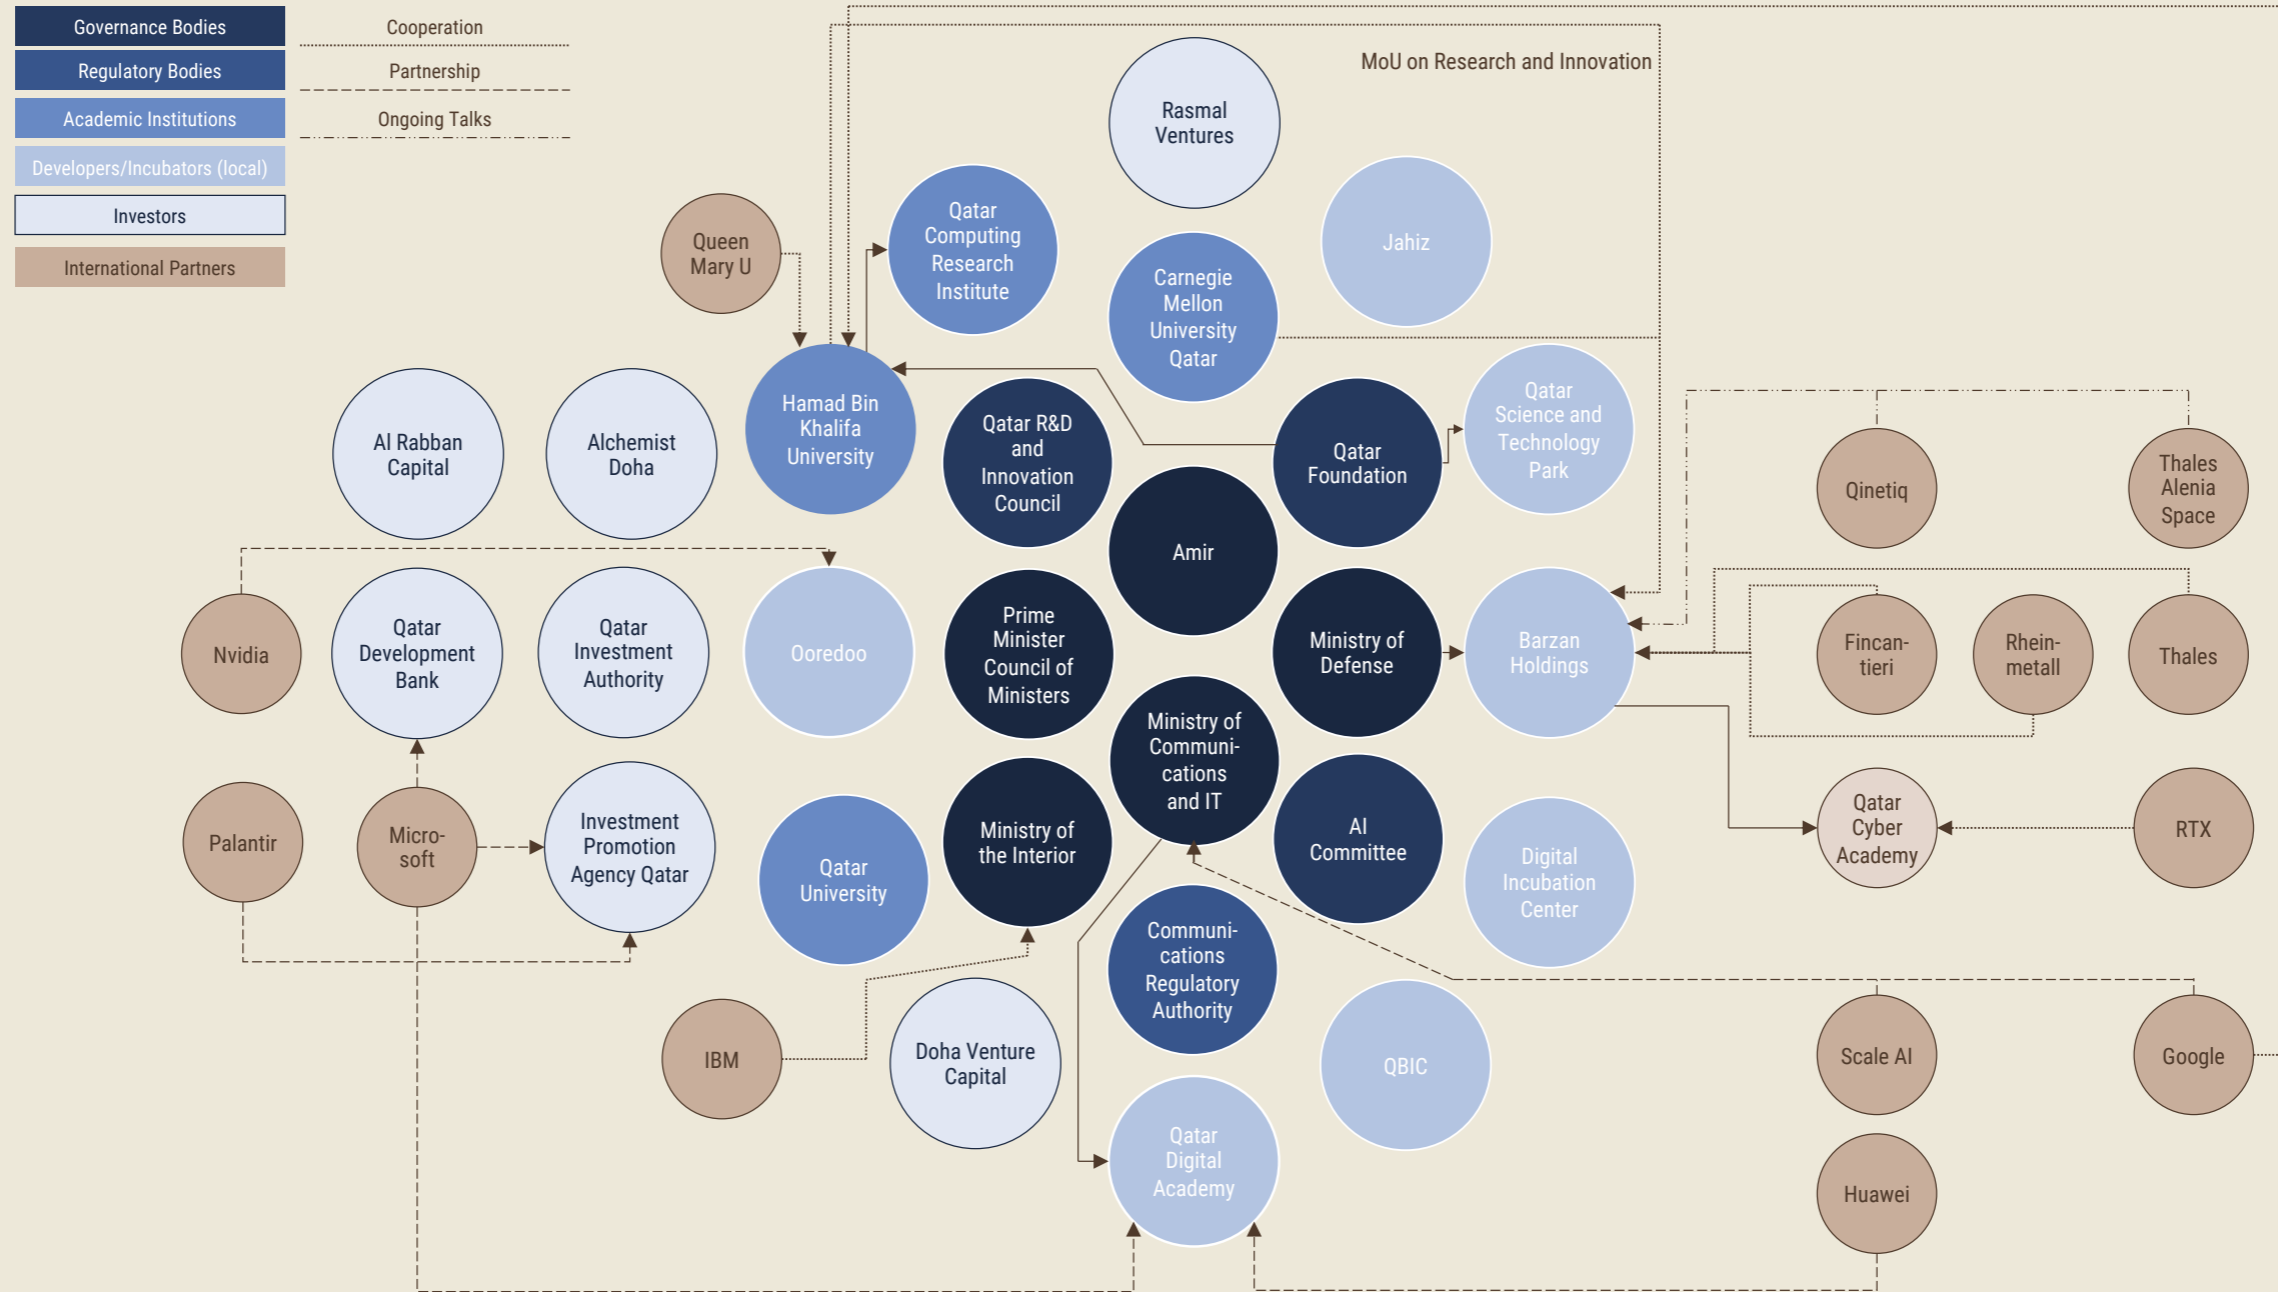 Governance Bodies
Regulatory Bodies
Academic Institutions
Developers/Incubators (local)
Investors
International Partners
Cooperation
Partnership
Ongoing Talks
MoU on Research and Innovation
Rasmal
Ventures
Queen
Mary U
Qatar
Computing
Research
Institute
Carnegie
Mellon
University
Qatar
Jahiz
Al Rabban
Capital
Alchemist
Doha
Hamad Bin
Khalifa
University
Qatar R&D
and
Innovation
Council
Amir
Qatar
Foundation
Qatar
Science and
Technology
Park
Qinetiq
Thales
Alenia
Space
Nvidia
Qatar
Development
Bank
Qatar
Investment
Authority
Ooredoo
Prime
Minister
Council of
Ministers
Ministry of
Defense
Barzan
Holdings
Fincan-
tieri
Rhein-
metall
Thales
Palantir
Micro-
soft
Investment
Promotion
Agency Qatar
Qatar
University
Ministry of
the Interior
Ministry of
Communi-
cations
and IT
AI
Committee
Digital
Incubation
Center
Qatar
Cyber
Academy
RTX
IBM
Doha Venture
Capital
Communi-
cations
Regulatory
Authority
QBIC
Scale AI
Google
Qatar
Digital
Academy
Huawei